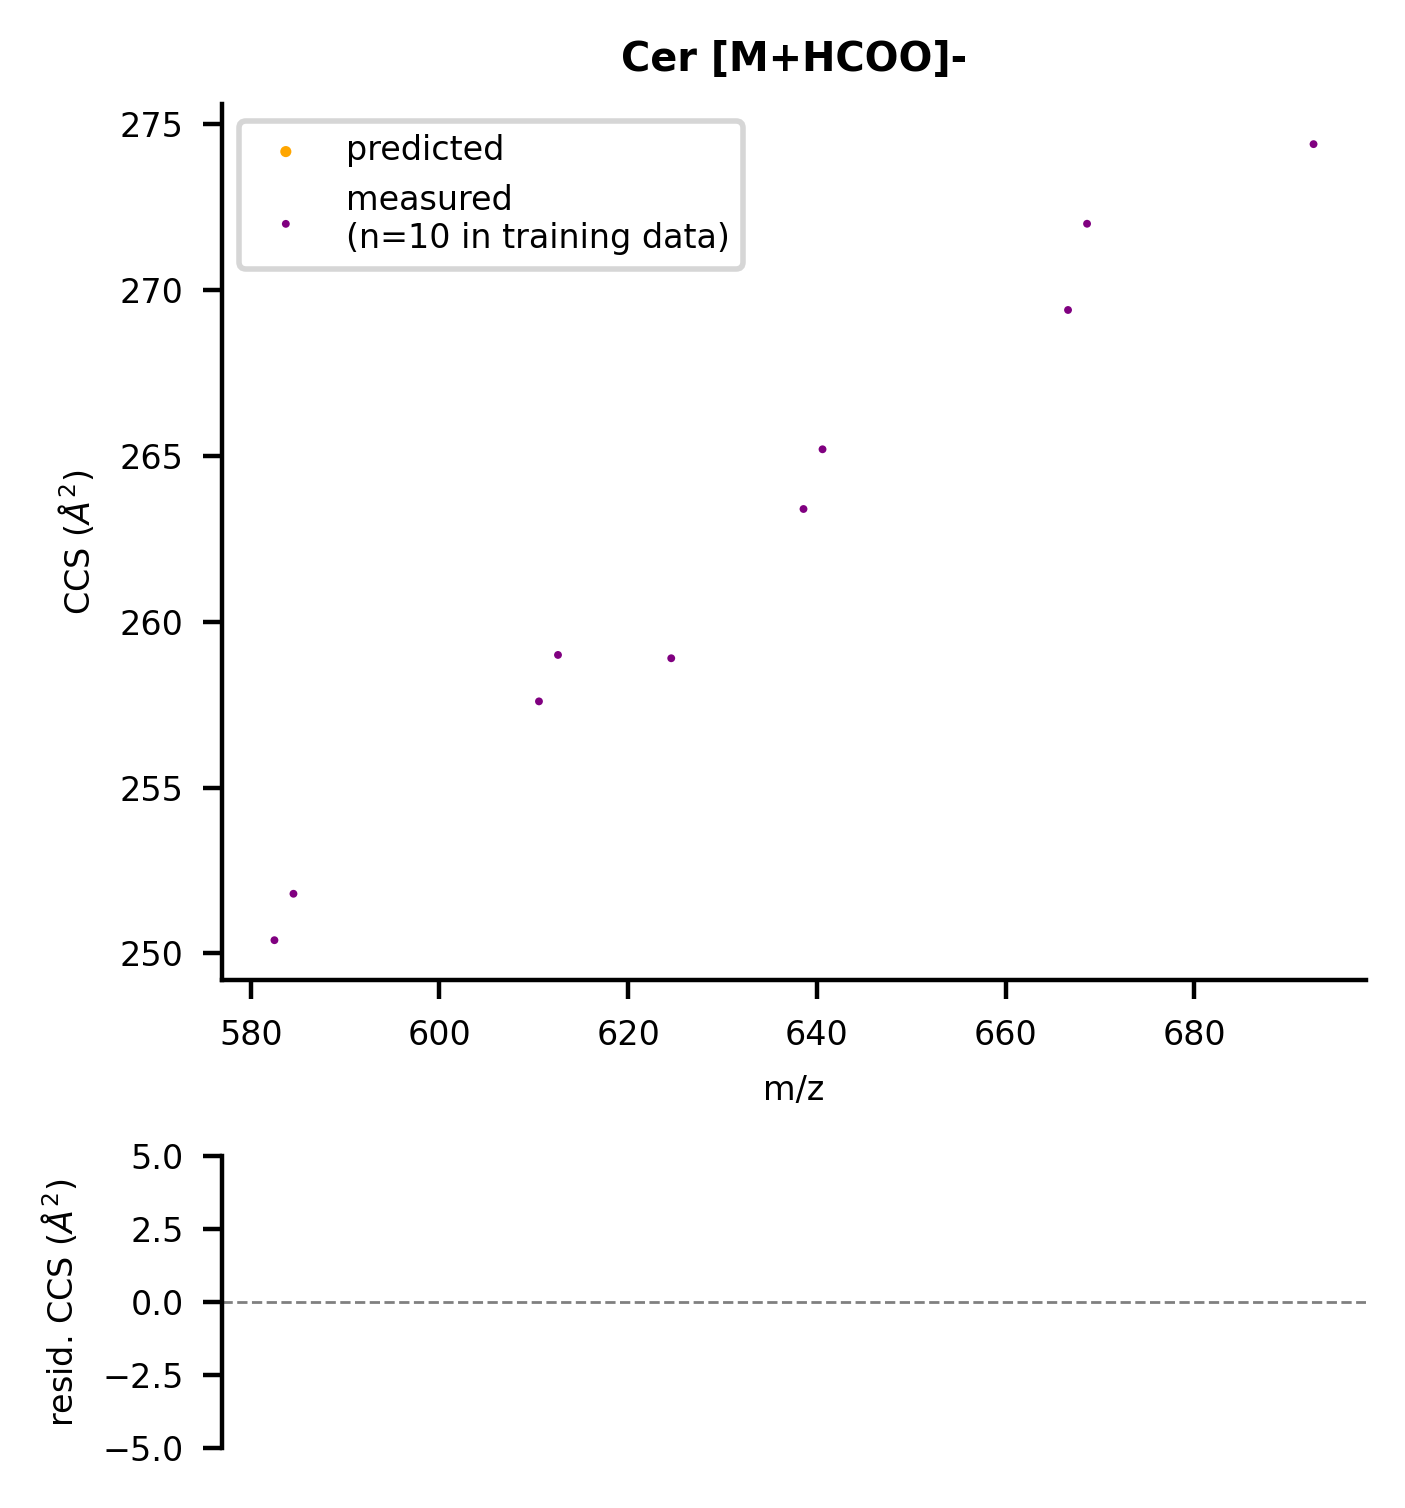 Cer [M+HCOO]-
predicted
measured
(n=10 in training data)
275
270
265
260
255
250
CCS (Å²)
580 600 620 640 660 680
m/z
5.0
2.5
0.0
−2.5
−5.0
resid. CCS (Å²)